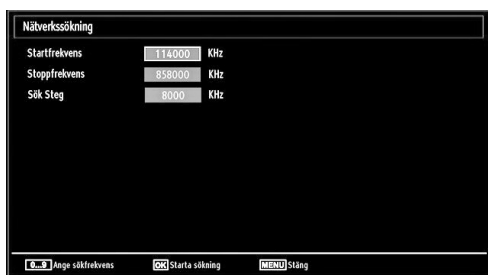 Nätverkssökning
Startfrekvens 114000 KHz
Stoppfrekvens 858000 KHz
Sök Steg 8000 KHz
0...9 Ange sökfrekvens OK Starta sökning MENU Stäng